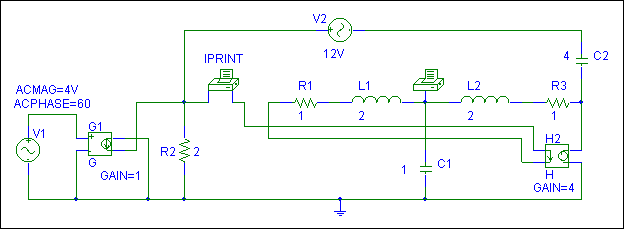 V2
12V
IPRINT
4 C2
R1 L1 L2 R3
1 2 2 1
ACMAG=4V
ACPHASE=60
V1
G1
G
GAIN=1
R2 2
1 C1
H2
H
GAIN=4
+
-